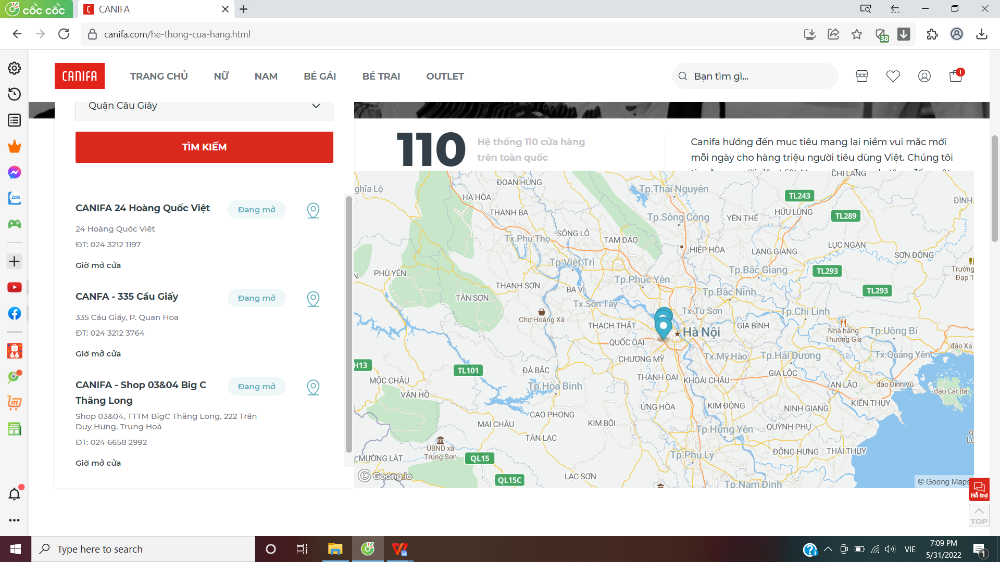 cốc cốc
CANIFA
canifa.com/he-thong-cua-hang.html
38
CANIFA
TRANG CHỦ
NỮ
NAM
BÉ GÁI
BÉ TRAI
OUTLET
Bạn tìm gì...
1
Quận Cầu Giấy
TÌM KIẾM
110
Hệ thống 110 cửa hàng
trên toàn quốc
Canifa hướng đến mục tiêu mang lại niềm vui mặc mới
mỗi ngày cho hàng triệu người tiêu dùng Việt. Chúng tôi
CANIFA 24 Hoàng Quốc Việt
Đang mở
24 Hoàng Quốc Việt
ĐT: 024 3212 1197
Giờ mở cửa
CANFA - 335 Cầu Giấy
Đang mở
335 Cầu Giấy, P. Quan Hoa
ĐT: 024 3212 3764
Giờ mở cửa
CANIFA - Shop 03&04 Big C
Thăng Long
Đang mở
Shop 03&04, TTTM BigC Thăng Long, 222 Trần
Duy Hưng, Trung Hoà
ĐT: 024 6658 2992
Giờ mở cửa
CHI LĂNG
ghĩa Lộ
ĐOAN HÙNG
Tp.Thái Nguyên
HẠ HÒA
TL243
ĐÌNH
THANH BA
Tp.Sông Công
YÊN THẾ
HỮU LŨNG
TL289
SÔNG LÔ
Tx.Phú Thọ
TAM ĐẢO
HIỆP HÒA
LẠNG GIANG
LỤC NGẠN
SƠN ĐỘNG
Tp.Việt Trì
PHÙ YÊN
Tp.Phúc Yên
Tp.Bắc Giang
TL293
Trường
Đạp T
THANH SƠN
BA VÌ
Tp.Bắc Ninh
TL293
TÂN SƠN
Tx.Sơn Tây
Tx.Từ Sơn
Tp.Chí Linh
Chợ Hoàng Xá
THẠCH THẤT
Hà Nội
GIA BÌNH
Nhà hàng
Thương Gia
Tp.Uông Bí
QUỐC OAI
đảo Xa
CHƯƠNG MỸ
Tx.Mỹ Hào
Tp.Hải Dương
Tx.Quảng Yên
H13
TL101
ĐÀ BẮC
THANH OAI
KHOÁI CHÂU
GIA LỘC
MỘC CHÂU
Tp.Hòa Bình
AN LÃO
đảo Đình Vũ
đảo Cát Bà
VÂN HỒ
ỨNG HÒA
KIM ĐỘNG
NINH GIANG
KIẾN THỤY
CAO PHONG
MAI CHÂU
KIM BÔI
QUỲNH PHỤ
Tp.Hưng Yên
TÂN LẠC
UBND xã
Trung Sơn
ĐÔNG HƯNG
THÁI THỤY
MƯỜNG LÁT
QL15
Tp.Phủ Lý
Goong.io
QL15C
LẠC SƠN
Tp.Nam Định
© Goong Maps
Hỗ trợ
TOP
Zalo
6.6
Type here to search
VIE
7:09 PM
5/31/2022
1